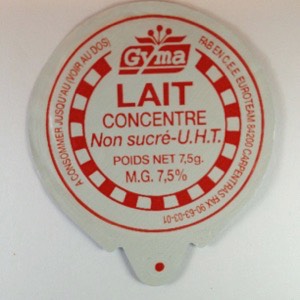 Gyma
LAIT
CONCENTRE
Non sucré-U.H.T.
POIDS NET 7,5g.
M.G. 7,5%
A CONSOMMER JUSQU'AU (VOIR AU DOS)
FAB EN C.E.E. EUROTEAM 84200 CARPENTRAS FAX 90-63-03-01